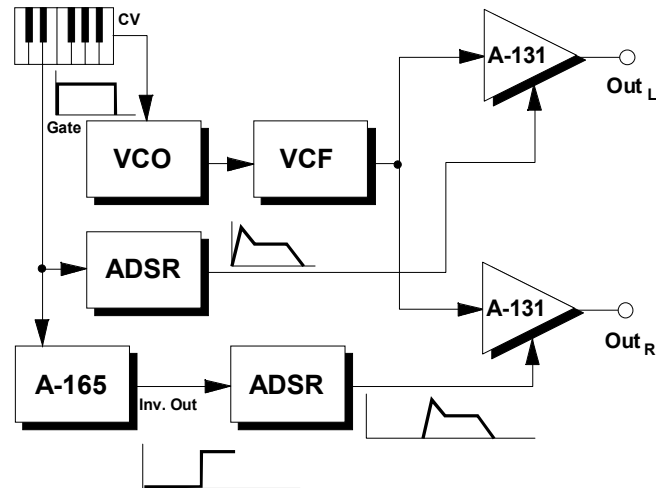 CV
A-131
Out L
Gate
VCO
VCF
ADSR
A-131
Out R
A-165
Inv. Out
ADSR